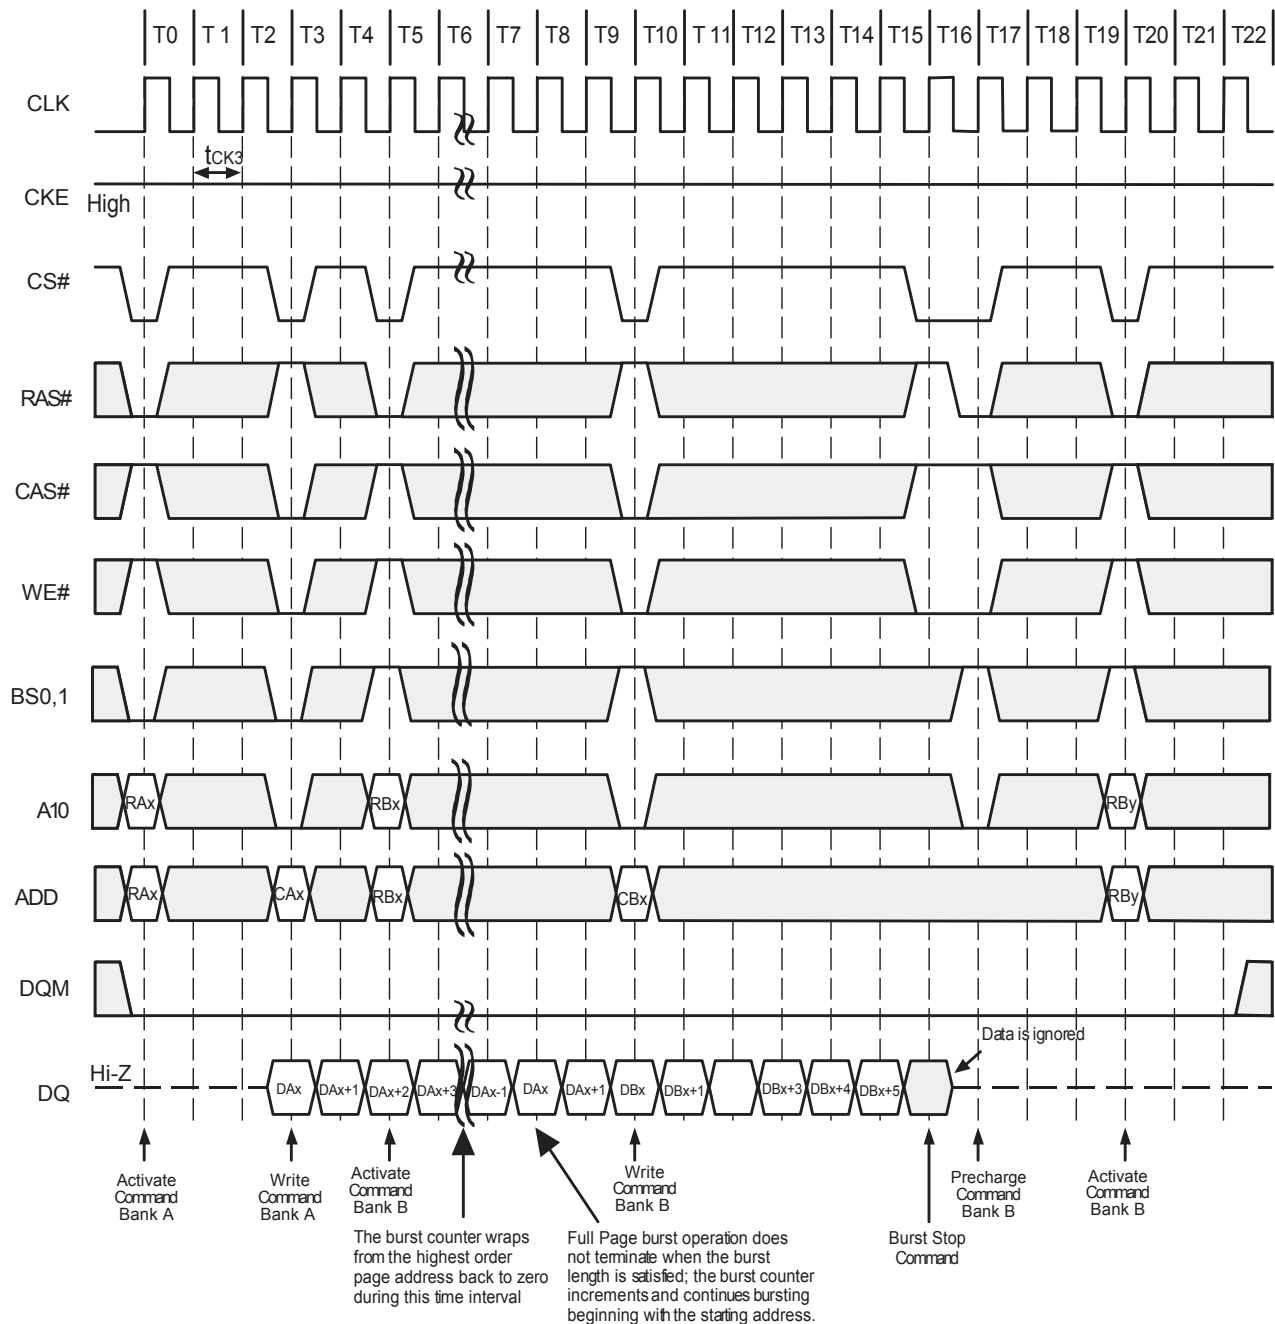 T0 T 1 T2 T3 T4 T5 T6 T7 T8 T9 T10 T 11 T12 T13 T14 T15 T16 T17 T18 T19 T20 T21 T22
CLK
tCK3
CKE High
CS#
RAS#
CAS#
WE#
BS0,1
A10 RAx RBx RBy
ADD RAx CAx RBx CBx RBy
DQM
Data is ignored
Hi-Z
DQ DAx DAx+1 DAx+2 DAx+3 DAx-1 DAx DAx+1 DBx DBx+1 DBx+3 DBx+4 DBx+5
Activate
Command
Bank A
Write
Command
Bank A
Activate
Command
Bank B
The burst counter wraps
from the highest order
page address back to zero
during this time interval
Full Page burst operation does
not terminate when the burst
length is satisfied; the burst counter
increments and continues bursting
beginning with the starting address.
Write
Command
Bank B
Burst Stop
Command
Precharge
Command
Bank B
Activate
Command
Bank B